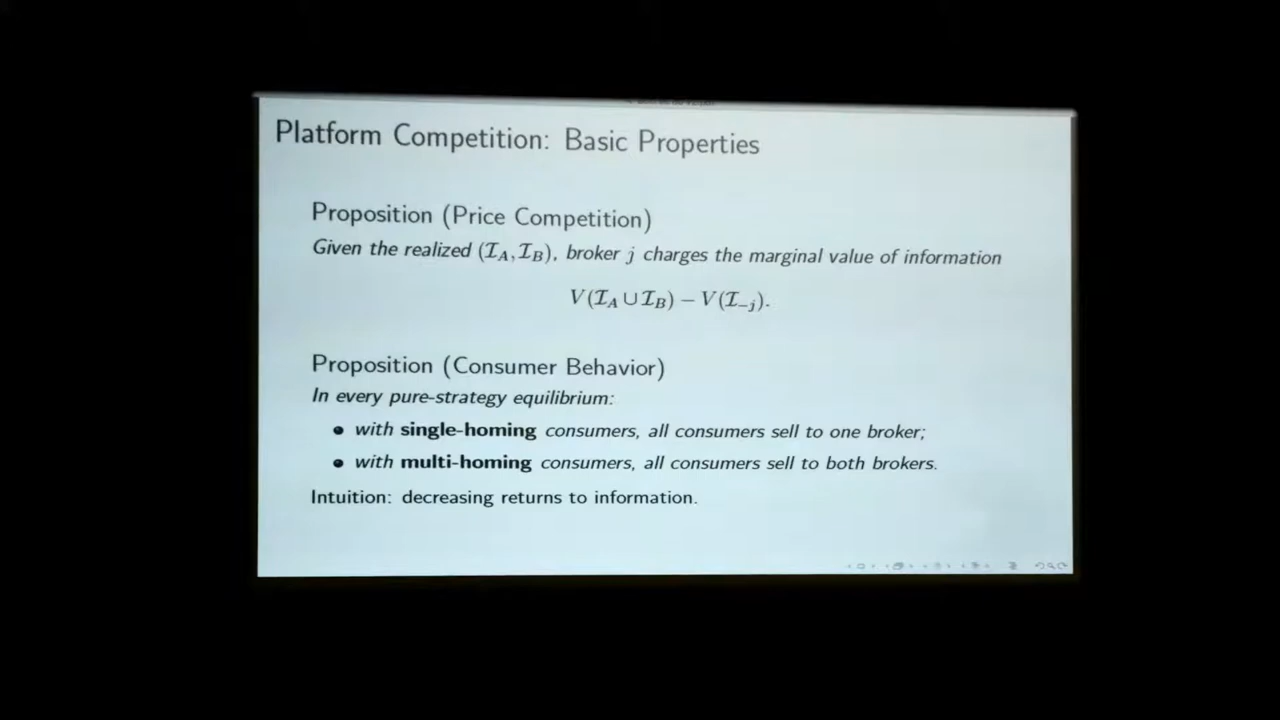 Platform Competition: Basic Properties
Proposition (Price Competition)
Given the realized (ℐ_A, ℐ_B), broker j charges the marginal value of information
V(ℐ_A ∪ ℐ_B) − V(ℐ_−j).
Proposition (Consumer Behavior)
In every pure-strategy equilibrium:
• with single-homing consumers, all consumers sell to one broker;
• with multi-homing consumers, all consumers sell to both brokers.
Intuition: decreasing returns to information.